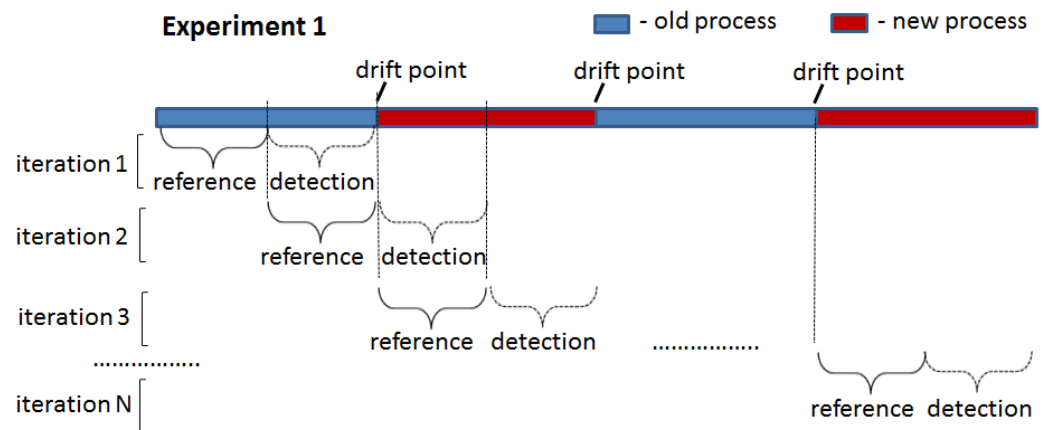 Experiment 1
- old process
- new process
drift point
drift point
drift point
iteration 1
reference
detection
iteration 2
reference
detection
iteration 3
reference
detection
................
................
iteration N
reference
detection